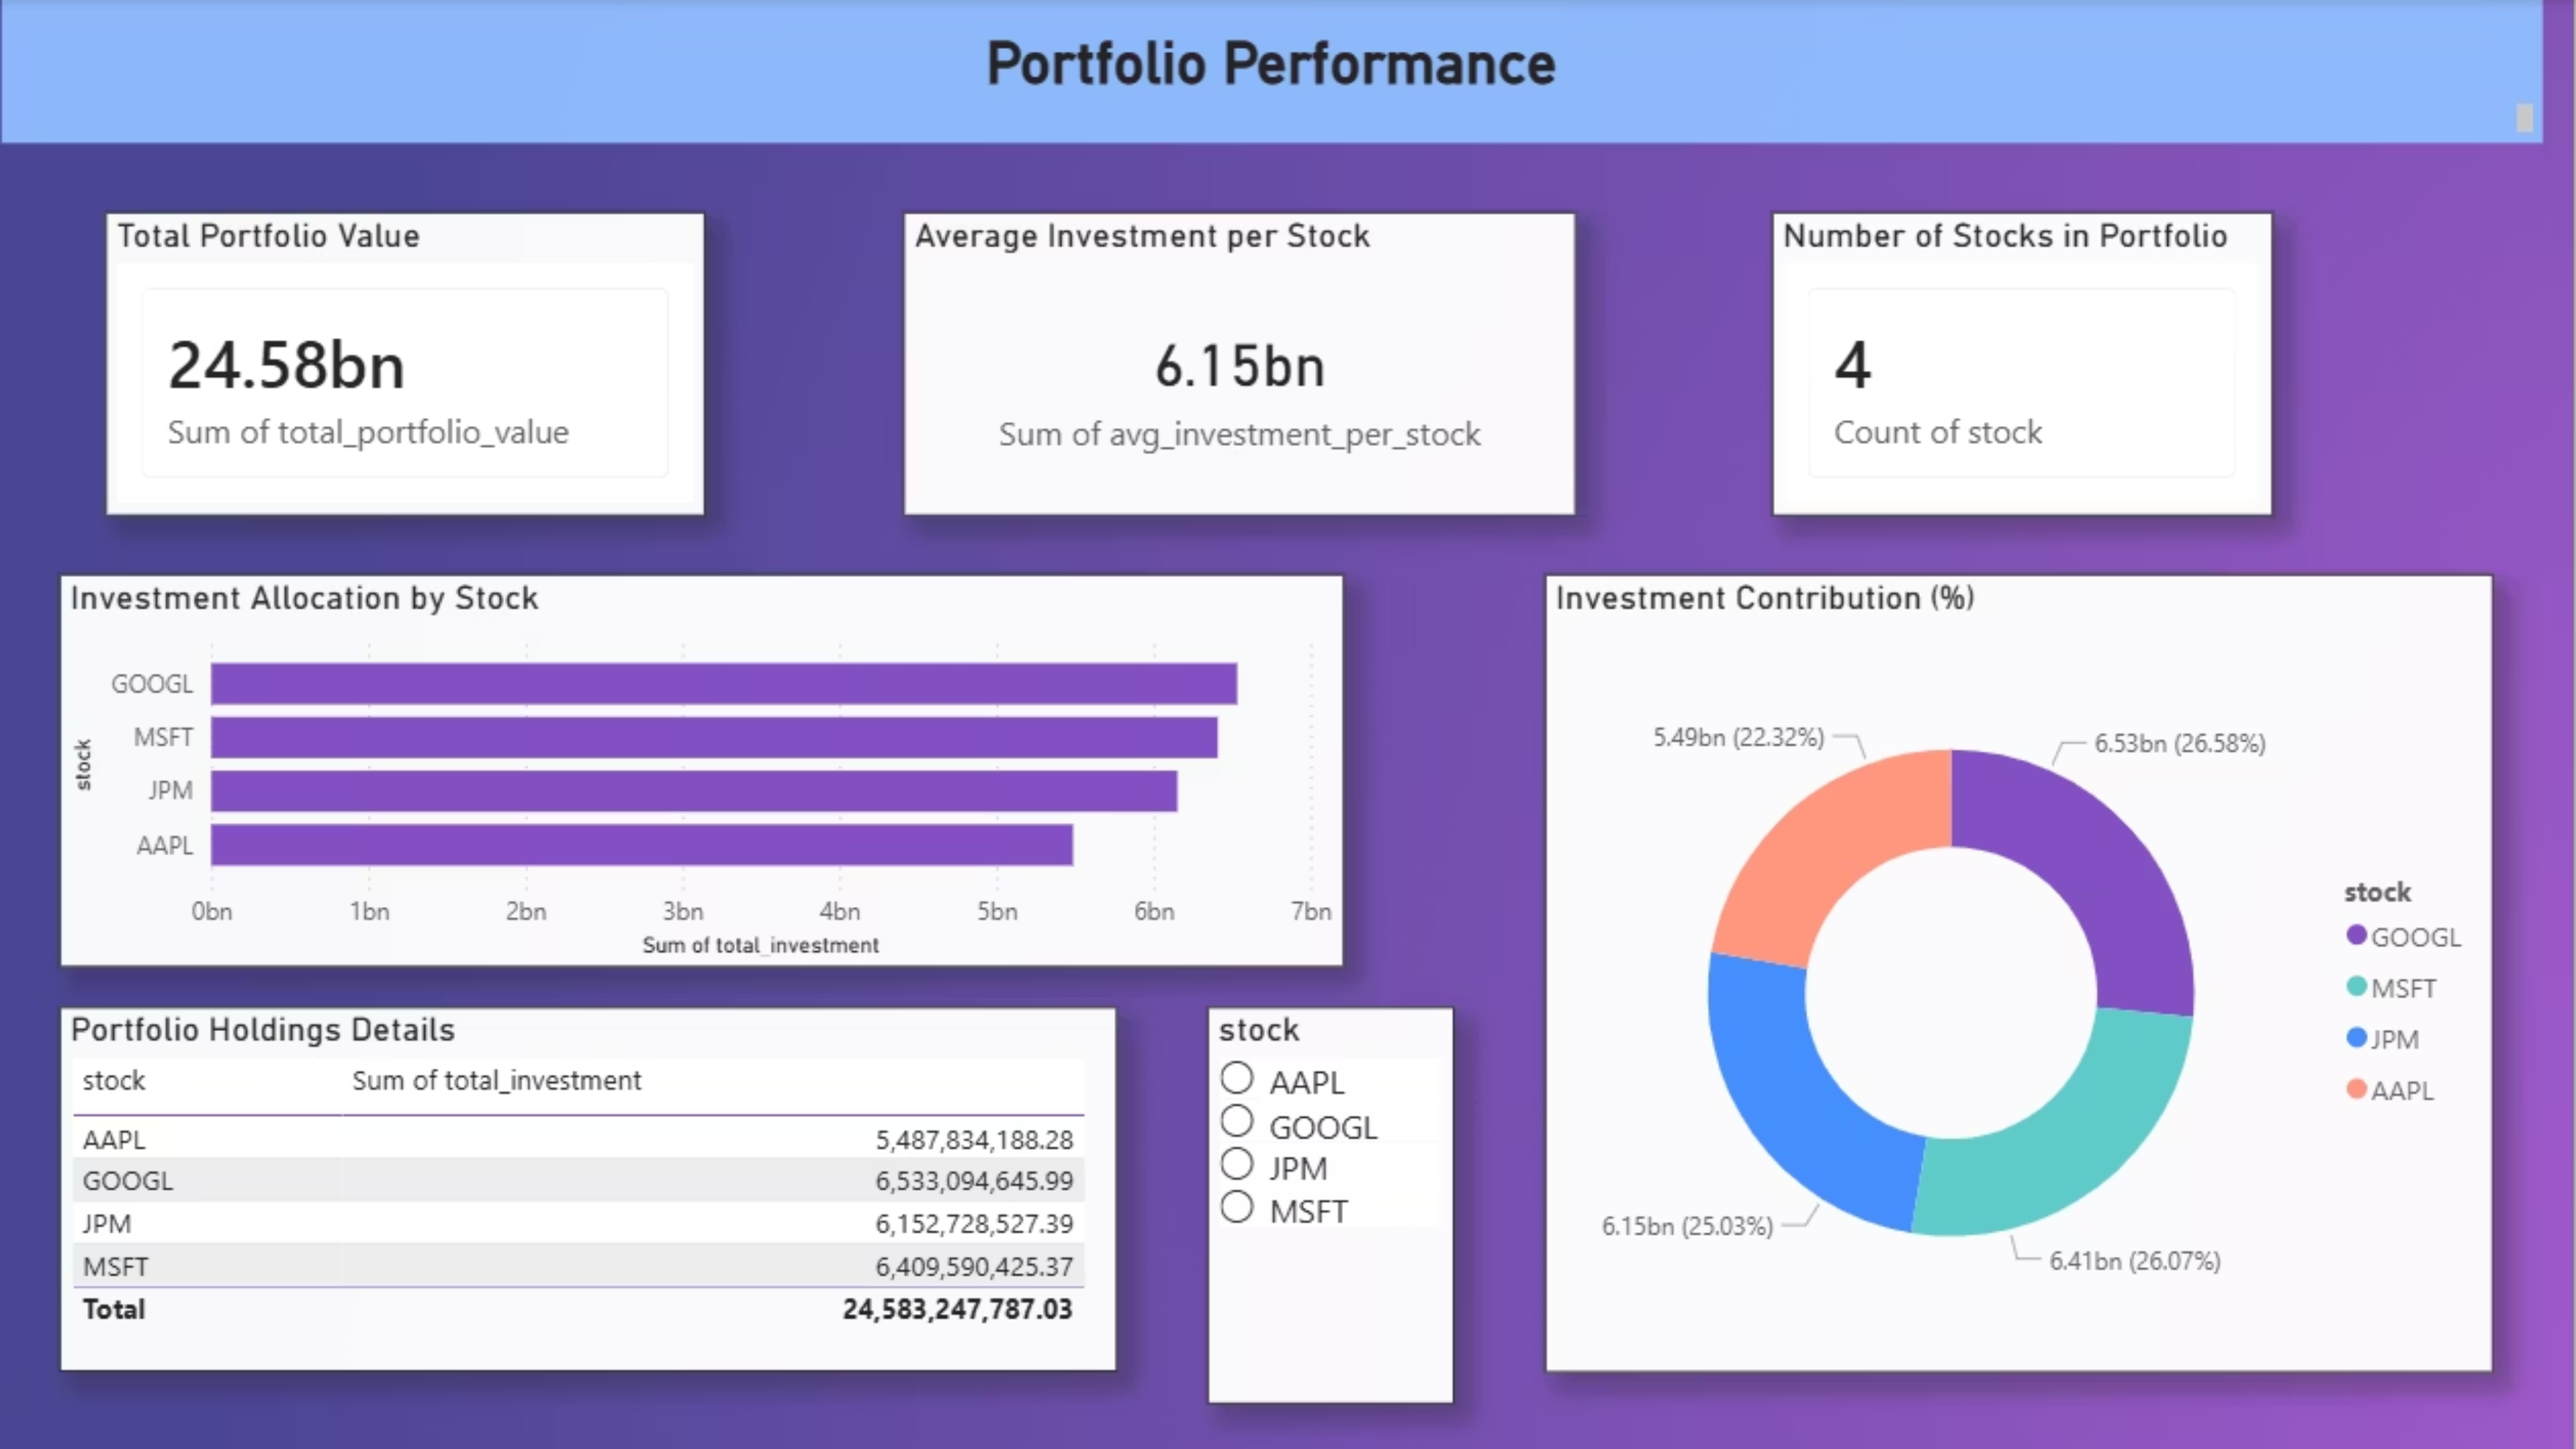 Portfolio Performance
Total Portfolio Value
24.58bn
Sum of total_portfolio_value
Average Investment per Stock
6.15bn
Sum of avg_investment_per_stock
Number of Stocks in Portfolio
4
Count of stock
Investment Allocation by Stock
stock
GOOGL
MSFT
JPM
AAPL
0bn 1bn 2bn 3bn 4bn 5bn 6bn 7bn
Sum of total_investment
Investment Contribution (%)
5.49bn (22.32%)
6.53bn (26.58%)
6.15bn (25.03%)
6.41bn (26.07%)
stock
GOOGL
MSFT
JPM
AAPL
Portfolio Holdings Details
stock Sum of total_investment
AAPL 5,487,834,188.28
GOOGL 6,533,094,645.99
JPM 6,152,728,527.39
MSFT 6,409,590,425.37
Total 24,583,247,787.03
stock
AAPL
GOOGL
JPM
MSFT